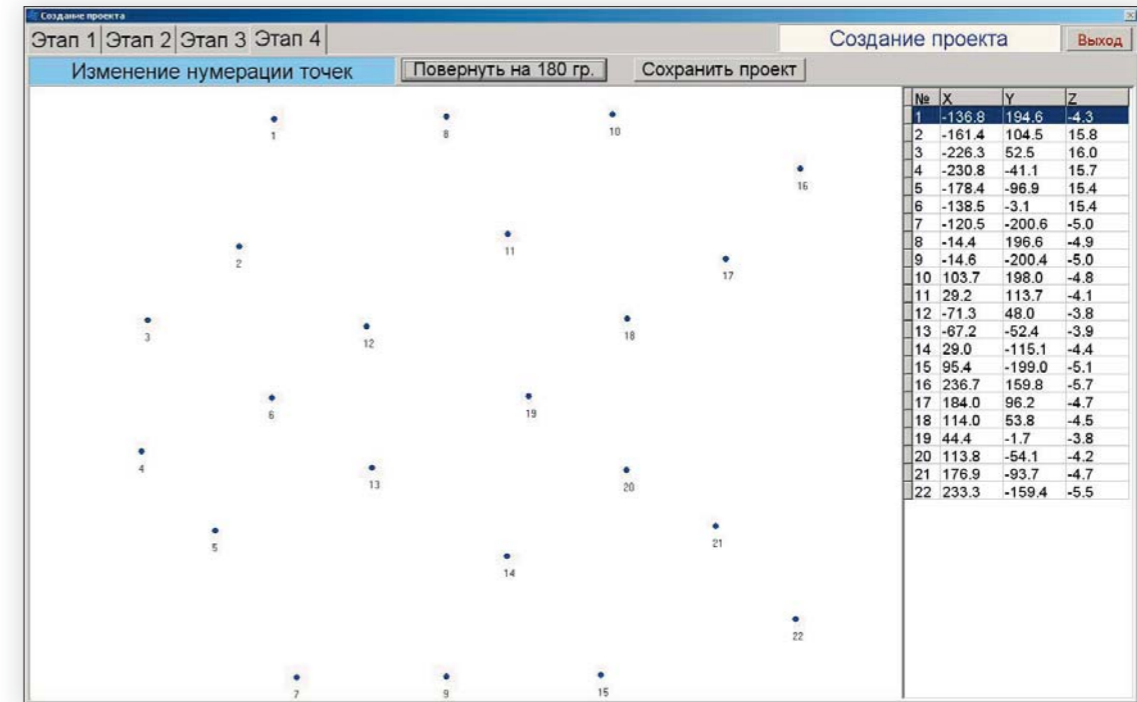 Создание проекта
Этап 1 Этап 2 Этап 3 Этап 4 Создание проекта Выход
Изменение нумерации точек Повернуть на 180 гр. Сохранить проект
1
8
10
16
11
2
17
3
12
18
6
19
4
13
20
5
21
14
22
7
9
15
№ X Y Z
1 -136.8 194.6 -4.3
2 -161.4 104.5 15.8
3 -226.3 52.5 16.0
4 -230.8 -41.1 15.7
5 -178.4 -96.9 15.4
6 -138.5 -3.1 15.4
7 -120.5 -200.6 -5.0
8 -14.4 196.6 -4.9
9 -14.6 -200.4 -5.0
10 103.7 198.0 -4.8
11 29.2 113.7 -4.1
12 -71.3 48.0 -3.8
13 -67.2 -52.4 -3.9
14 29.0 -115.1 -4.4
15 95.4 -199.0 -5.1
16 236.7 159.8 -5.7
17 184.0 96.2 -4.7
18 114.0 53.8 -4.5
19 44.4 -1.7 -3.8
20 113.8 -54.1 -4.2
21 176.9 -93.7 -4.7
22 233.3 -159.4 -5.5